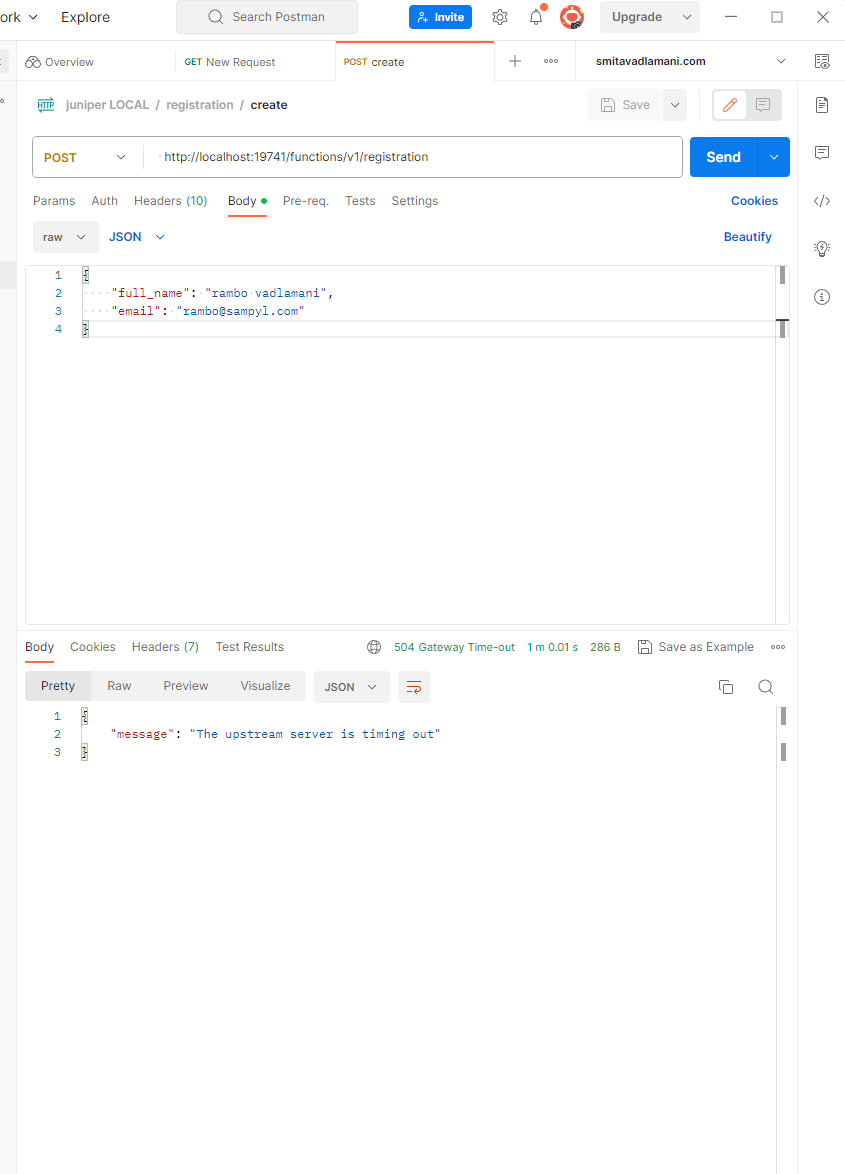 ork Explore Search Postman Invite Upgrade
Overview GET New Request POST create smitavadlamani.com
HTTP juniper LOCAL / registration / create Save
POST http://localhost:19741/functions/v1/registration Send
Params Auth Headers (10) Body Pre-req. Tests Settings Cookies
raw JSON Beautify
1 {
2 "full_name": "rambo vadlamani",
3 "email": "rambo@sampyl.com"
4 }
Body Cookies Headers (7) Test Results 504 Gateway Time-out 1 m 0.01 s 286 B Save as Example
Pretty Raw Preview Visualize JSON
1 {
2 "message": "The upstream server is timing out"
3 }